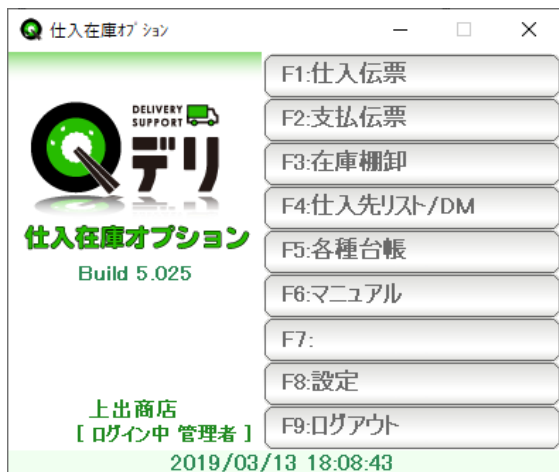 仕入在庫ｵﾌﾟｼｮﾝ
DELIVERY
SUPPORT
Qデリ
仕入在庫オプション
Build 5.025
上出商店
[ ﾛｸﾞｲﾝ中 管理者 ]
F1:仕入伝票
F2:支払伝票
F3:在庫棚卸
F4:仕入先リスト/DM
F5:各種台帳
F6:マニュアル
F7:
F8:設定
F9:ログアウト
2019/03/13 18:08:43